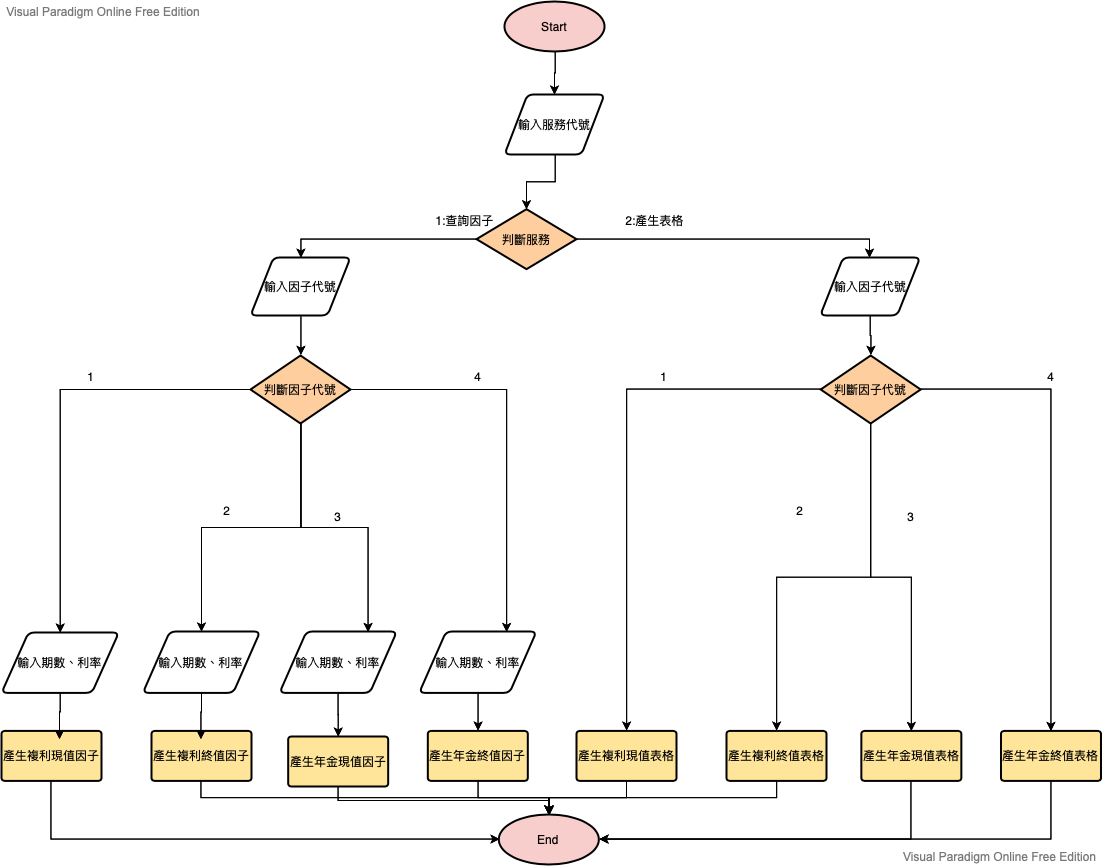 Visual Paradigm Online Free Edition
Start
輸入服務代號
1:查詢因子
2:產生表格
判斷服務
輸入因子代號
輸入因子代號
1
4
1
4
判斷因子代號
判斷因子代號
2
3
2
3
輸入期數、利率
輸入期數、利率
輸入期數、利率
輸入期數、利率
產生複利現值因子
產生複利終值因子
產生年金現值因子
產生年金終值因子
產生複利現值表格
產生複利終值表格
產生年金現值表格
產生年金終值表格
End
Visual Paradigm Online Free Edition